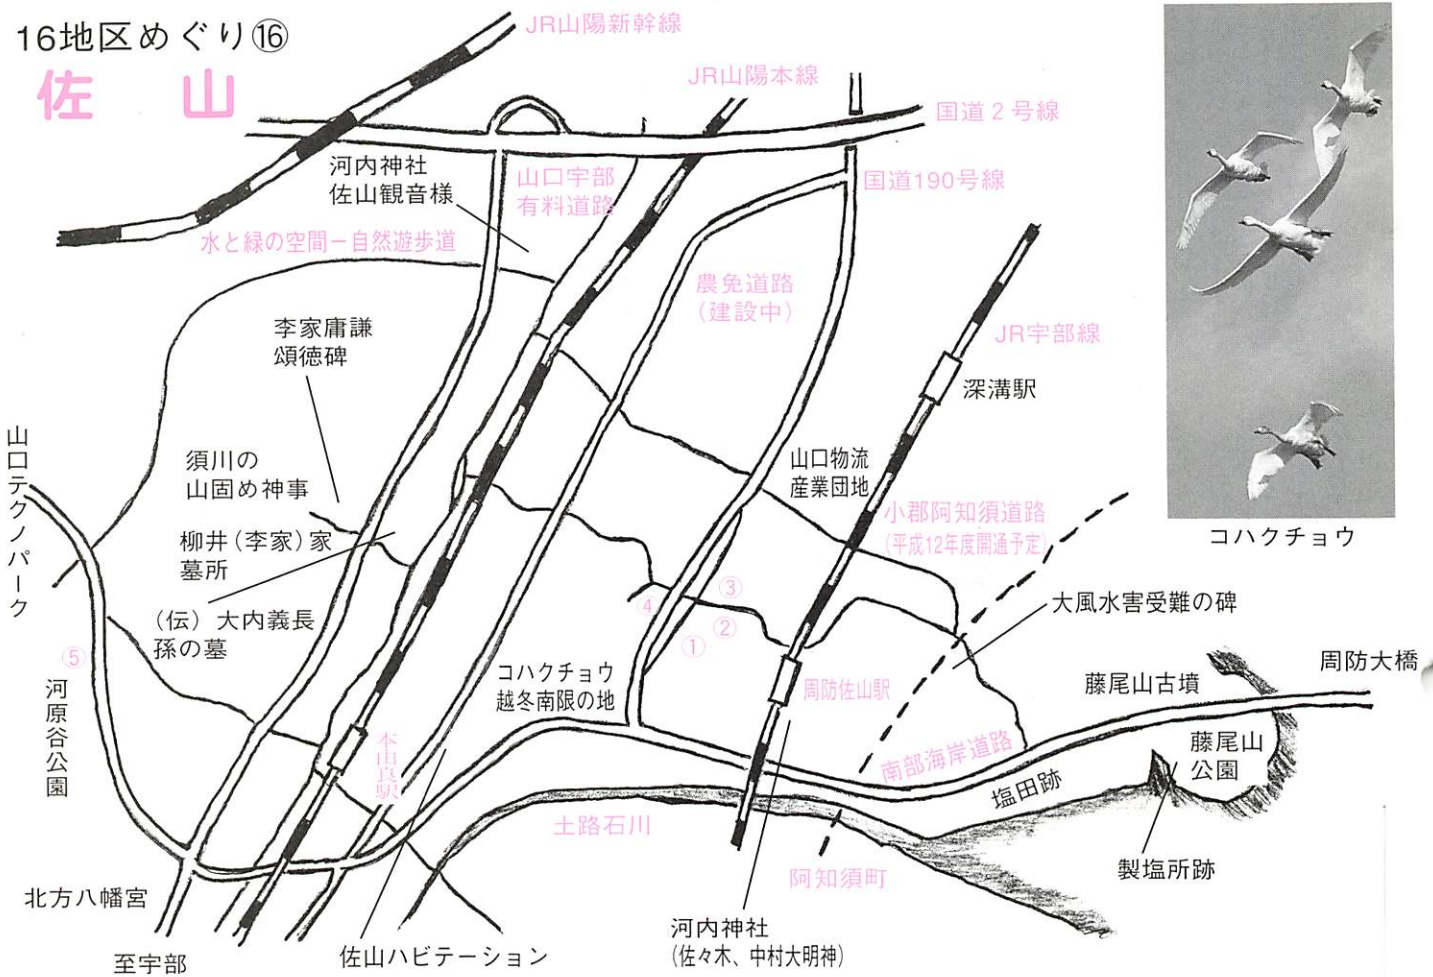 16地区めぐり⑯
佐山
JR山陽新幹線
JR山陽本線
国道2号線
河内神社
佐山観音様
山口宇部
有料道路
国道190号線
水と緑の空間ー自然遊歩道
農免道路
(建設中)
JR宇部線
李家庸謙
頌徳碑
深溝駅
山口テクノパーク
須川の
山固め神事
山口物流
産業団地
小郡阿知須道路
(平成12年度開通予定)
コハクチョウ
柳井(李家)家
墓所
(伝)大内義長
孫の墓
③
④
②
①
⑤
大風水害受難の碑
河原谷公園
コハクチョウ
越冬南限の地
周防佐山駅
藤尾山古墳
周防大橋
本由良駅
南部海岸道路
藤尾山
公園
塩田跡
土路石川
阿知須町
製塩所跡
北方八幡宮
河内神社
(佐々木、中村大明神)
佐山ハビテーション
至宇部